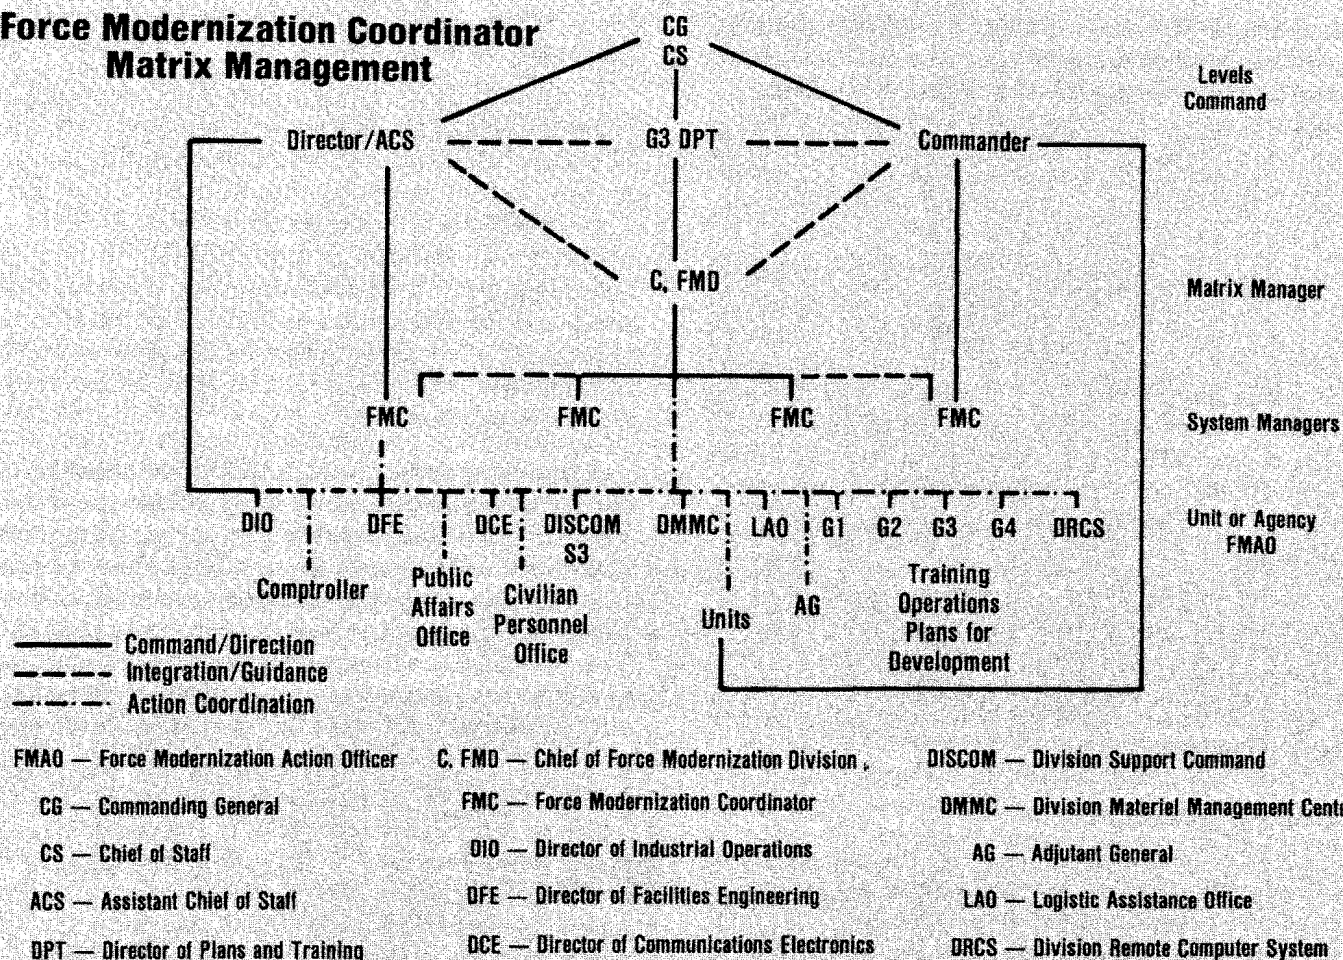 Force Modernization Coordinator
Matrix Management
CG
CS
Levels
Command
Director/ACS
G3 DPT
Commander
C, FMD
Matrix Manager
FMC
FMC
FMC
FMC
System Managers
DIO
DFE
DCE
DISCOM
S3
DMMC
LAO
G1
G2
G3
G4
DRCS
Unit or Agency
FMAO
Comptroller
Public
Affairs
Office
Civilian
Personnel
Office
Units
AG
Training
Operations
Plans for
Development
Command/Direction
Integration/Guidance
Action Coordination
FMAO — Force Modernization Action Officer
C, FMD — Chief of Force Modernization Division
DISCOM — Division Support Command
CG — Commanding General
FMC — Force Modernization Coordinator
DMMC — Division Materiel Management
CS — Chief of Staff
DIO — Director of Industrial Operations
AG — Adjutant General
ACS — Assistant Chief of Staff
DFE — Director of Facilities Engineering
LAO — Logistic Assistance Office
DPT — Director of Plans and Training
DCE — Director of Communications Electronics
DRCS — Division Remote Computer System